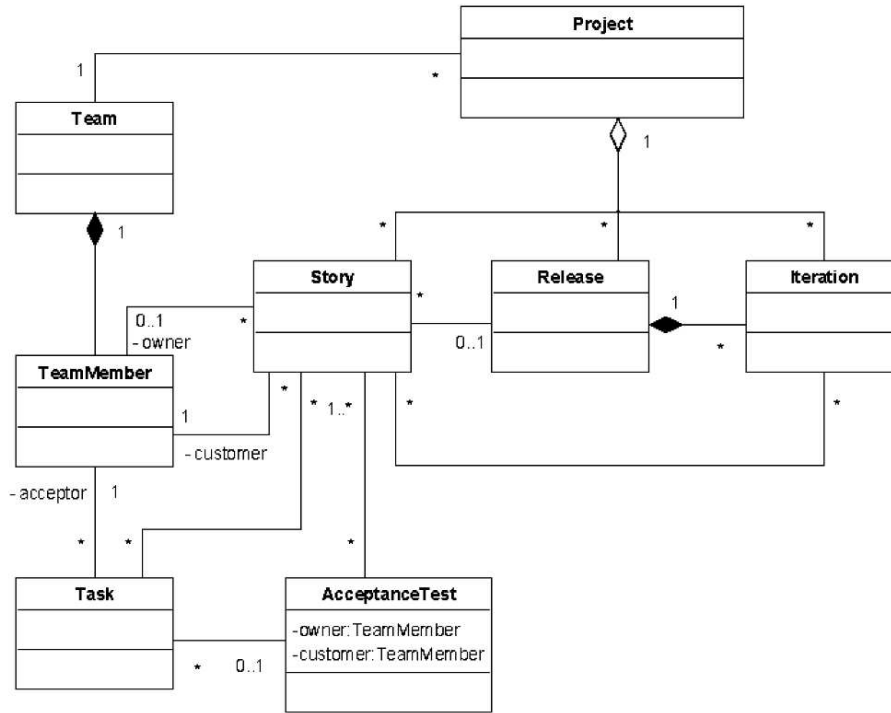 Project
1
*
Team
1
1
*
*
*
Story
Release
Iteration
*
1
0..1
*
- owner
0..1
*
TeamMember
1
*
*
1..*
*
*
- customer
- acceptor
1
*
*
*
Task
AcceptanceTest
- owner:TeamMember
- customer:TeamMember
*
0..1